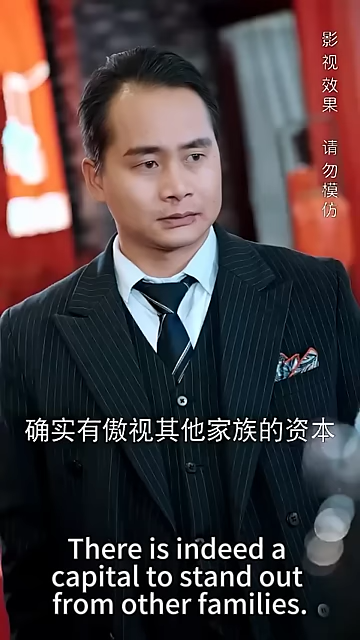 影视效果 请勿模仿
确实有傲视其他家族的资本
There is indeed a
capital to stand out
from other families.